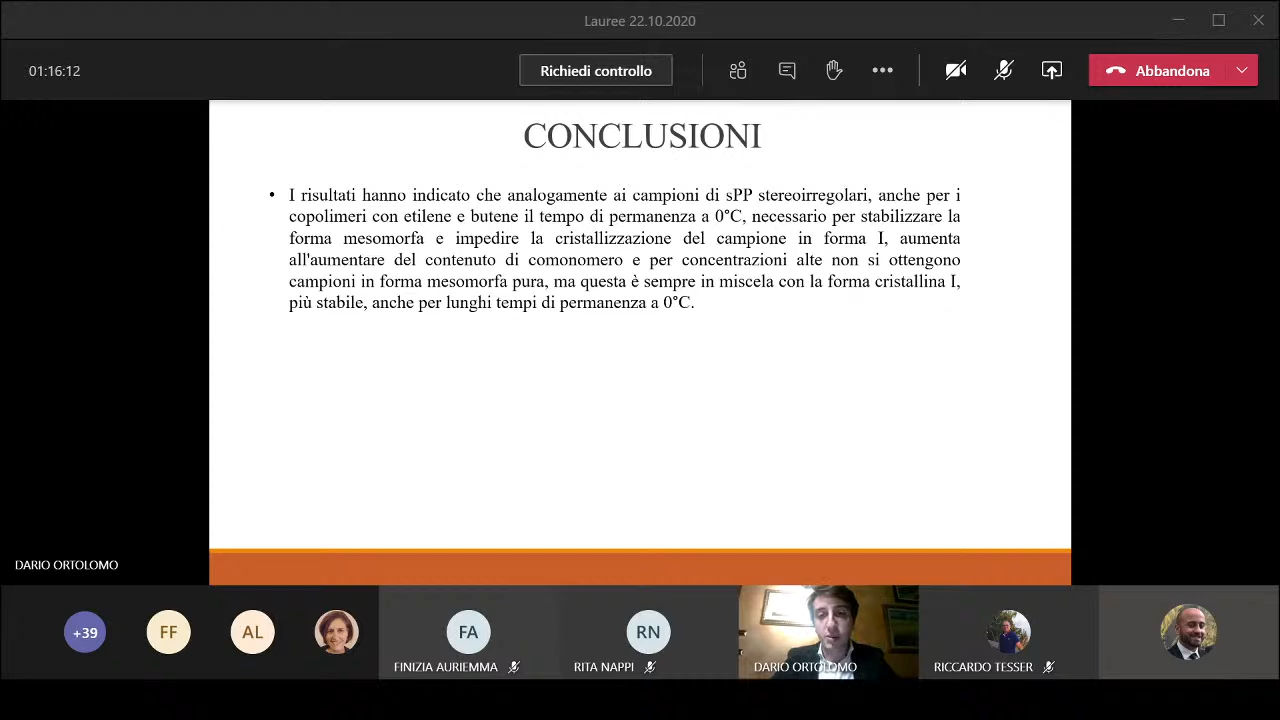 Lauree 22.10.2020
01:16:12
Richiedi controllo
Abbandona
CONCLUSIONI
• I risultati hanno indicato che analogamente ai campioni di sPP stereoirregolari, anche per i
copolimeri con etilene e butene il tempo di permanenza a 0°C, necessario per stabilizzare la
forma mesomorfa e impedire la cristallizzazione del campione in forma I, aumenta
all'aumentare del contenuto di comonomero e per concentrazioni alte non si ottengono
campioni in forma mesomorfa pura, ma questa è sempre in miscela con la forma cristallina I,
più stabile, anche per lunghi tempi di permanenza a 0°C.
DARIO ORTOLOMO
+39
FF
AL
FA
RN
FINIZIA AURIEMMA
RITA NAPPI
DARIO ORTOLOMO
RICCARDO TESSER